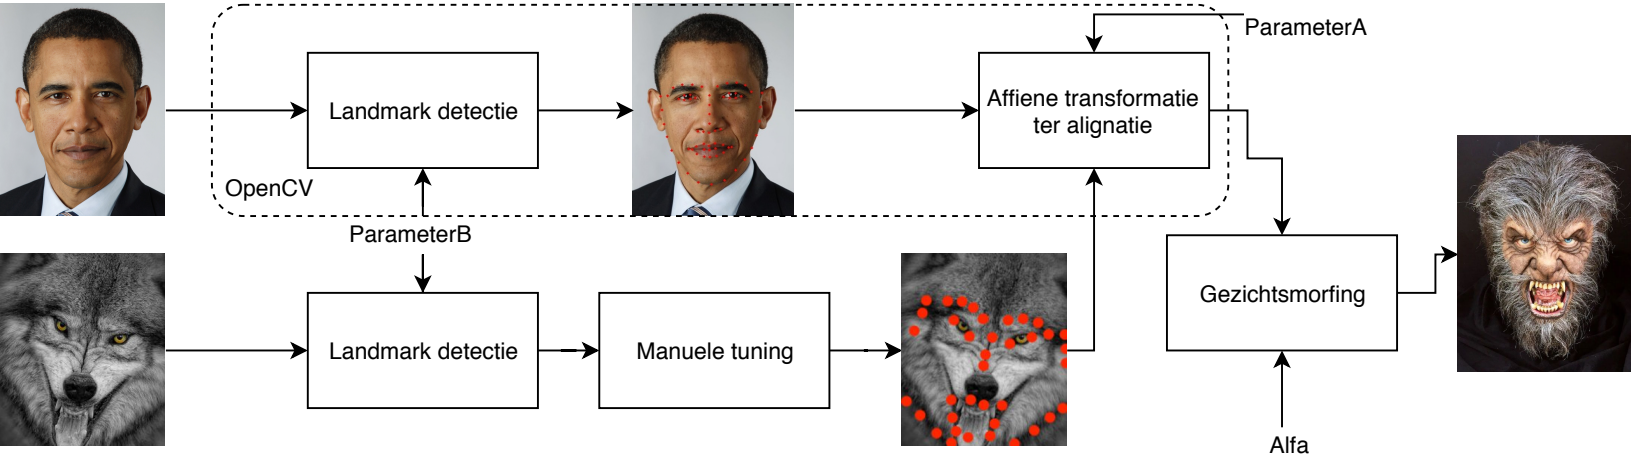 ParameterA
Landmark detectie
Affiene transformatie
ter alignatie
OpenCV
ParameterB
Landmark detectie
Manuele tuning
Gezichtsmorfing
Alfa